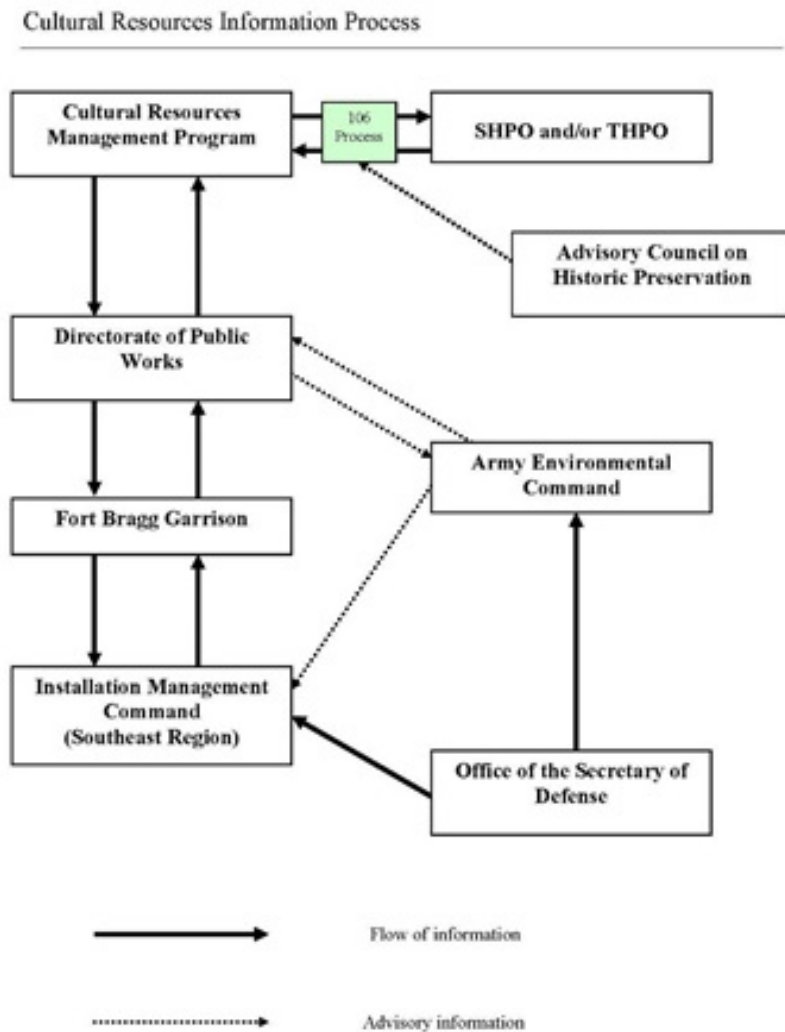 Cultural Resources Information Process
Cultural Resources
Management Program
106
Process
SHPO and/or THPO
Advisory Council on
Historic Preservation
Directorate of Public
Works
Army Environmental
Command
Fort Bragg Garrison
Installation Management
Command
(Southeast Region)
Office of the Secretary of
Defense
Flow of information
Advisory information